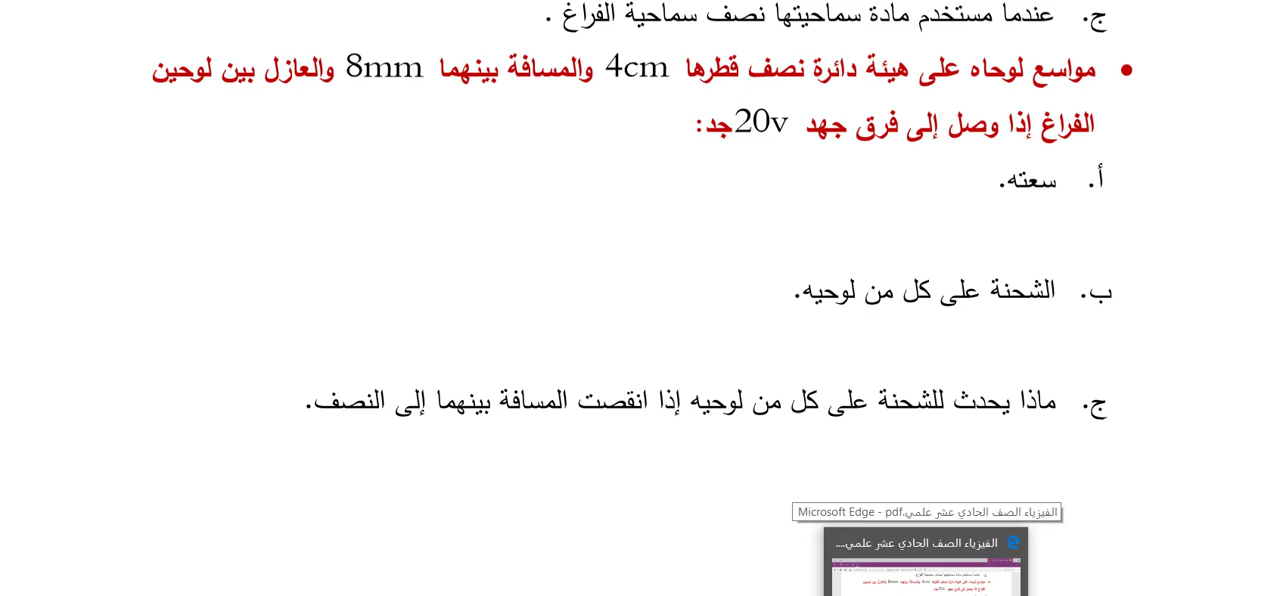 ج. عندما مستخدم مادة سماحيتها نصف سماحية الفراغ .
• مواسع لوحاه على هيئة دائرة نصف قطرها 4cm والمسافة بينهما 8mm والعازل بين لوحين
الفراغ إذا وصل إلى فرق جهد 20v جد:
أ. سعته.
ب. الشحنة على كل من لوحيه.
ج. ماذا يحدث للشحنة على كل من لوحيه إذا انقصت المسافة بينهما إلى النصف.
الفيزياء الصف الحادي عشر علمي.pdf - Microsoft Edge
الفيزياء الصف الحادي عشر علمي....